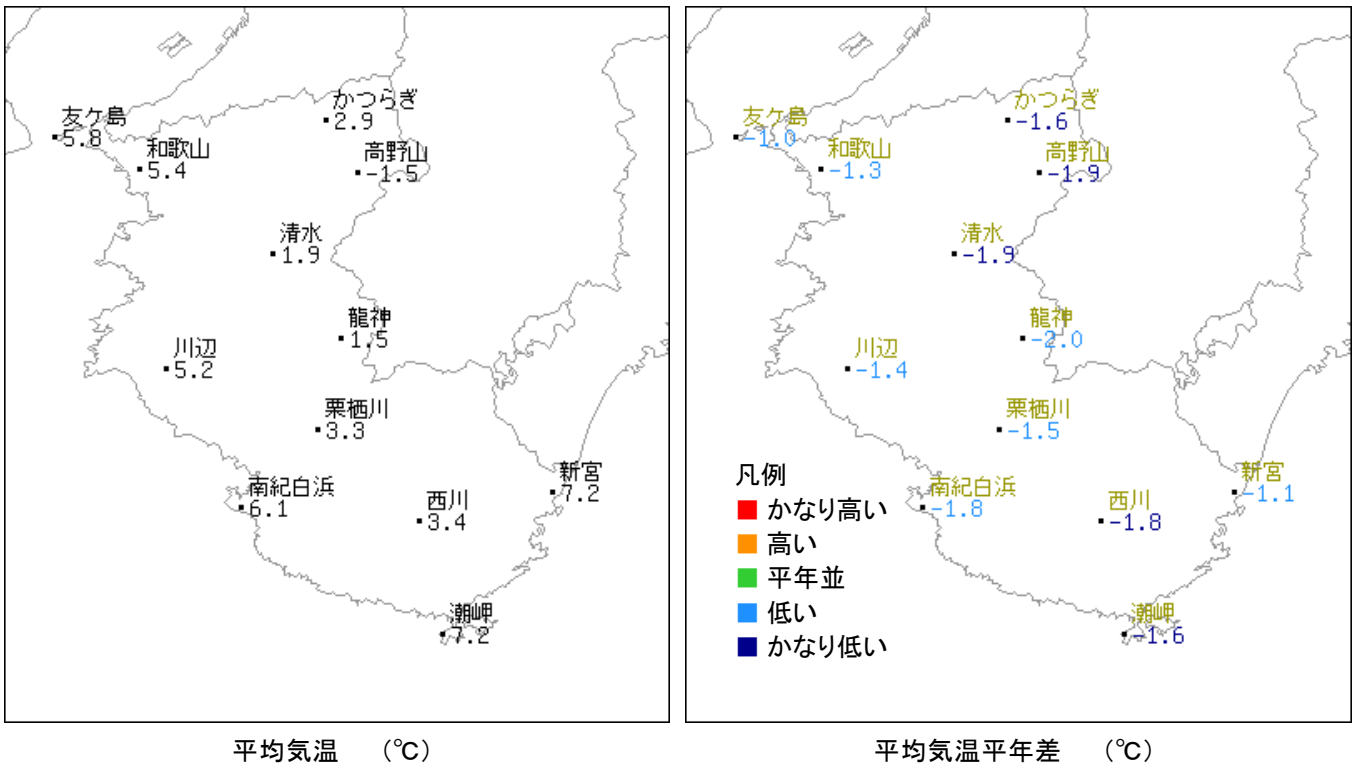 友ケ島
5.8
和歌山
5.4
かつらぎ
2.9
高野山
-1.5
清水
1.9
龍神
1.5
川辺
5.2
栗栖川
3.3
南紀白浜
6.1
西川
3.4
新宮
7.2
潮岬
7.2
平均気温 (℃)
友ケ島
-1.0
和歌山
-1.3
かつらぎ
-1.6
高野山
-1.9
清水
-1.9
龍神
-2.0
川辺
-1.4
栗栖川
-1.5
南紀白浜
-1.8
西川
-1.8
新宮
-1.1
潮岬
-1.6
凡例
かなり高い
高い
平年並
低い
かなり低い
平均気温平年差 (℃)